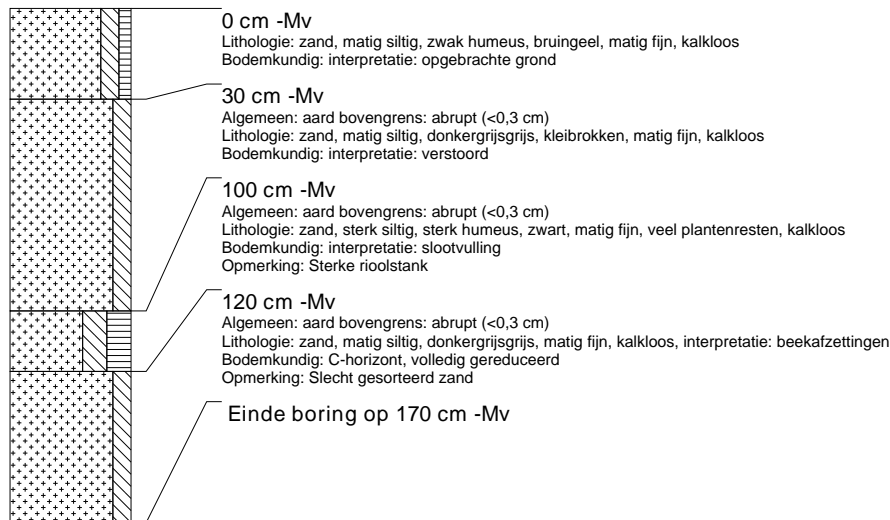 0 cm -Mv
Lithologie: zand, matig siltig, zwak humeus, bruingeel, matig fijn, kalkloos
Bodemkundig: interpretatie: opgebrachte grond
30 cm -Mv
Algemeen: aard bovengrens: abrupt (<0,3 cm)
Lithologie: zand, matig siltig, donkergrijsgrijs, kleibrokken, matig fijn, kalkloos
Bodemkundig: interpretatie: verstoord
100 cm -Mv
Algemeen: aard bovengrens: abrupt (<0,3 cm)
Lithologie: zand, sterk siltig, sterk humeus, zwart, matig fijn, veel plantenresten, kalkloos
Bodemkundig: interpretatie: slootvulling
Opmerking: Sterke rioolstank
120 cm -Mv
Algemeen: aard bovengrens: abrupt (<0,3 cm)
Lithologie: zand, matig siltig, donkergrijsgrijs, matig fijn, kalkloos, interpretatie: beekafzettingen
Bodemkundig: C-horizont, volledig gereduceerd
Opmerking: Slecht gesorteerd zand
Einde boring op 170 cm -Mv